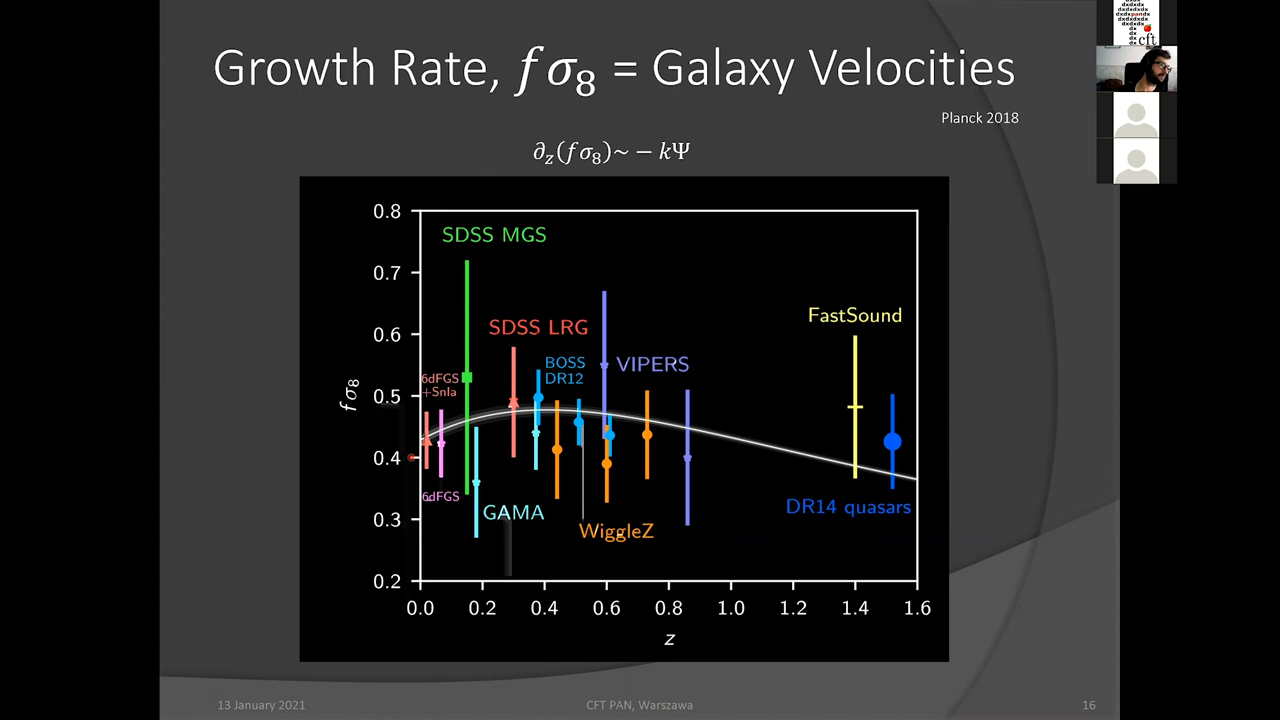 Growth Rate, 𝑓σ₈ = Galaxy Velocities
Planck 2018
∂z(𝑓σ₈)~ − kΨ
0.8
0.7
0.6
0.5
0.4
0.3
0.2
fσ₈
SDSS MGS
SDSS LRG
BOSS
DR12
VIPERS
FastSound
6dFGS
+SnIa
6dFGS
GAMA
WiggleZ
DR14 quasars
0.0 0.2 0.4 0.6 0.8 1.0 1.2 1.4 1.6
z
13 January 2021
CFT PAN, Warszawa
16
cft